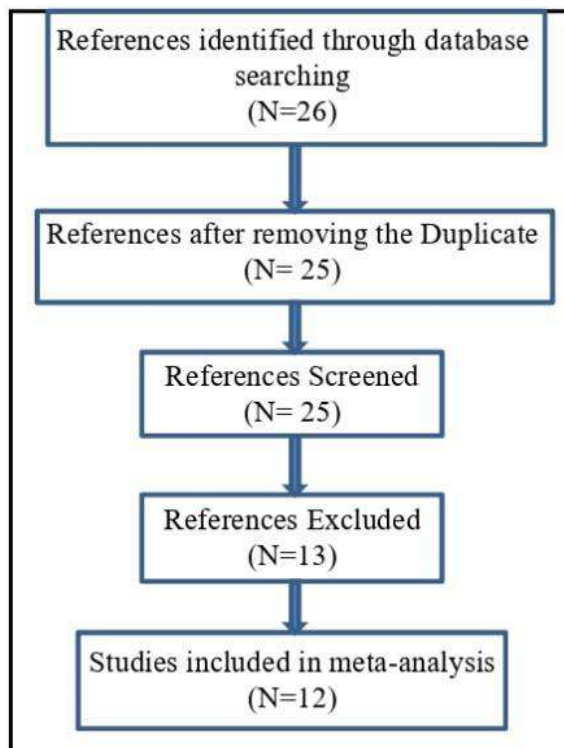 References identified through database
searching
(N=26)
References after removing the Duplicate
(N= 25)
References Screened
(N= 25)
References Excluded
(N=13)
Studies included in meta-analysis
(N=12)